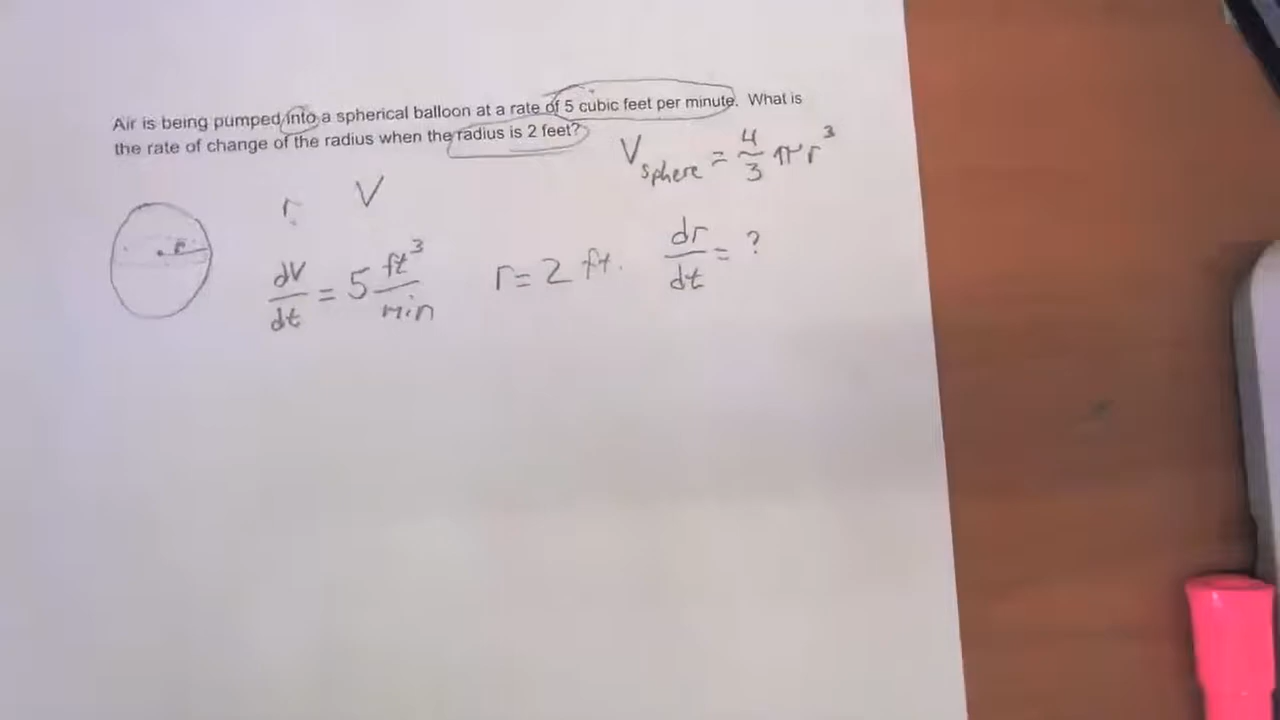 Air is being pumped into a spherical balloon at a rate of 5 cubic feet per minute. What is
the rate of change of the radius when the radius is 2 feet?
V sphere = 4/3 πr³
r V
r
dV/dt = 5 ft³/min r = 2 ft. dr/dt = ?